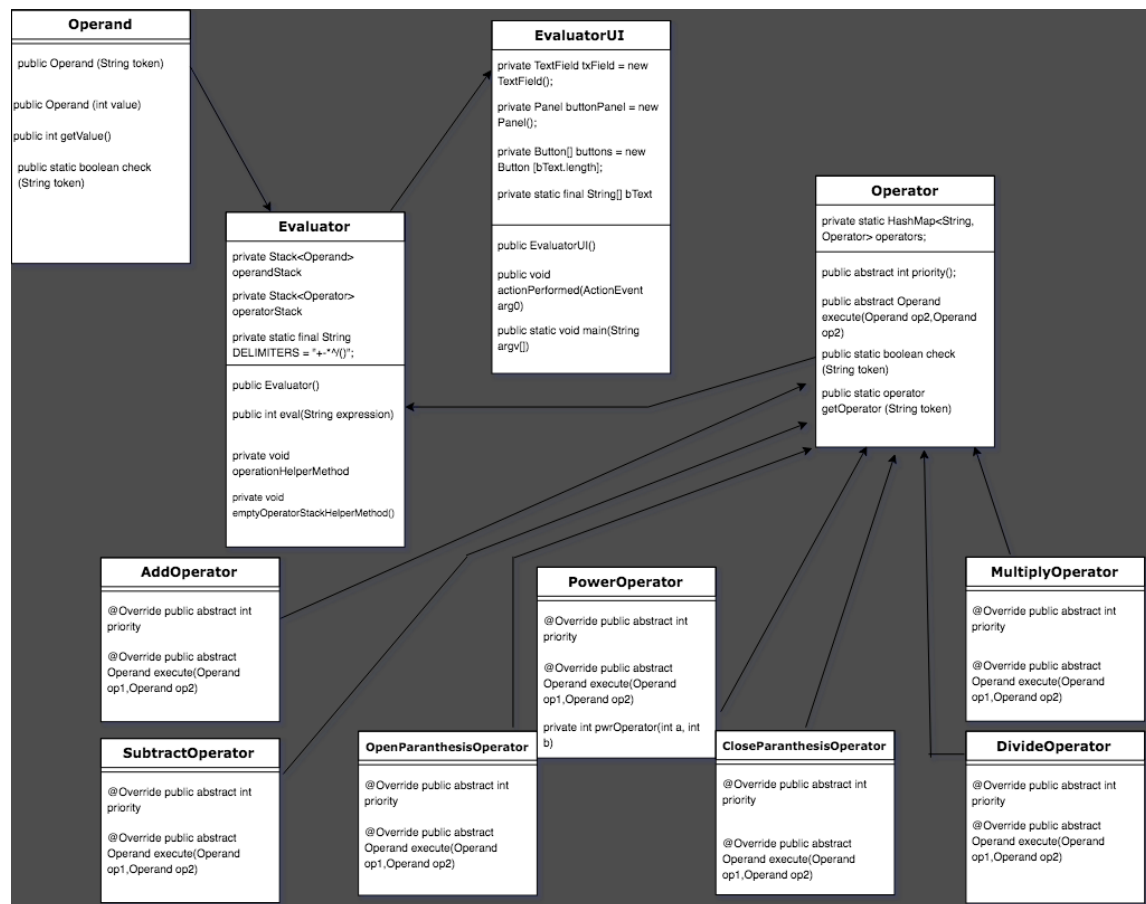 Operand
public Operand (String token)
public Operand (int value)
public int getValue()
public static boolean check
(String token)
EvaluatorUI
private TextField txField = new
TextField();
private Panel buttonPanel = new
Panel();
private Button[] buttons = new
Button [bText.length];
private static final String[] bText
public EvaluatorUI()
public void
actionPerformed(ActionEvent
arg0)
public static void main(String
argv[])
Evaluator
private Stack<Operand>
operandStack
private Stack<Operator>
operatorStack
private static final String
DELIMITERS = "+-*^/()";
public Evaluator()
public int eval(String expression)
private void
operationHelperMethod
private void
emptyOperatorStackHelperMethod()
Operator
private static HashMap<String,
Operator> operators;
public abstract int priority();
public abstract Operand
execute(Operand op2,Operand
op2)
public static boolean check
(String token)
public static operator
getOperator (String token)
AddOperator
@Override public abstract int
priority
@Override public abstract
Operand execute(Operand
op1,Operand op2)
PowerOperator
@Override public abstract int
priority
@Override public abstract
Operand execute(Operand
op1,Operand op2)
private int pwrOperator(int a, int
b)
MultiplyOperator
@Override public abstract int
priority
@Override public abstract
Operand execute(Operand
op1,Operand op2)
SubtractOperator
@Override public abstract int
priority
@Override public abstract
Operand execute(Operand
op1,Operand op2)
OpenParanthesisOperator
@Override public abstract int
priority
@Override public abstract
Operand execute(Operand
op1,Operand op2)
CloseParanthesisOperator
@Override public abstract int
priority
@Override public abstract
Operand execute(Operand
op1,Operand op2)
DivideOperator
@Override public abstract int
priority
@Override public abstract
Operand execute(Operand
op1,Operand op2)